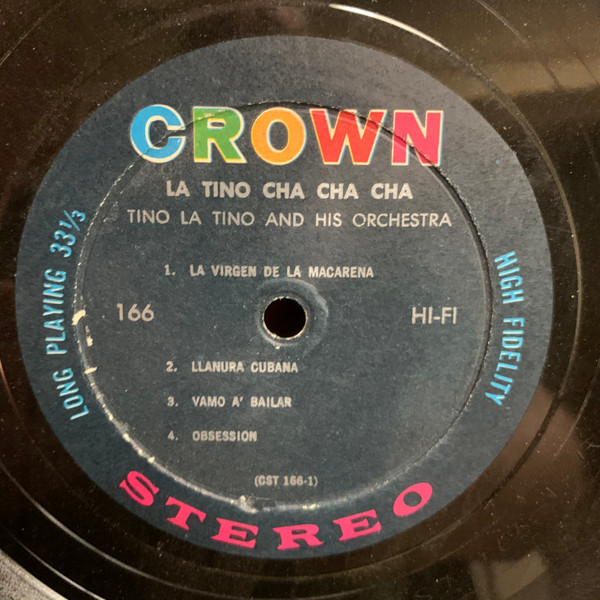 CROWN
LA TINO CHA CHA CHA
TINO LA TINO AND HIS ORCHESTRA
1. LA VIRGEN DE LA MACARENA
166
HI-FI
LONG PLAYING 33 1/3
HIGH FIDELITY
2. LLANURA CUBANA
3. VAMO A' BAILAR
4. OBSESSION
(CST 166-1)
STEREO